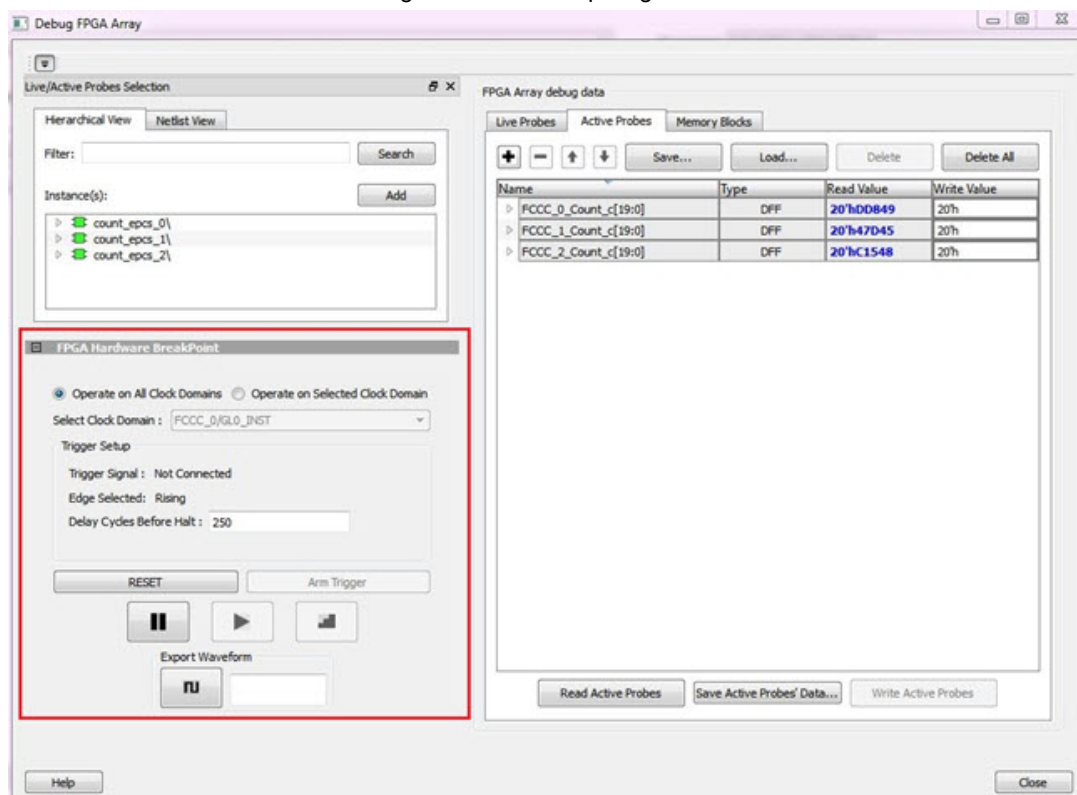 Debug FPGA Array
Live/Active Probes Selection
Hierarchical View Netlist View
Filter: Search
Instance(s): Add
count_epcs_0\
count_epcs_1\
count_epcs_2\
FPGA Hardware BreakPoint
Operate on All Clock Domains Operate on Selected Clock Domain
Select Clock Domain : FCCC_0/GL0_INST
Trigger Setup
Trigger Signal : Not Connected
Edge Selected: Rising
Delay Cycles Before Halt : 250
RESET Arm Trigger
Export Waveform
FPGA Array debug data
Live Probes Active Probes Memory Blocks
Save... Load... Delete Delete All
Name Type Read Value Write Value
FCCC_0_Count_c[19:0] DFF 20'hDD849 20'h
FCCC_1_Count_c[19:0] DFF 20'h47D45 20'h
FCCC_2_Count_c[19:0] DFF 20'hC1548 20'h
Read Active Probes Save Active Probes' Data... Write Active Probes
Help Close